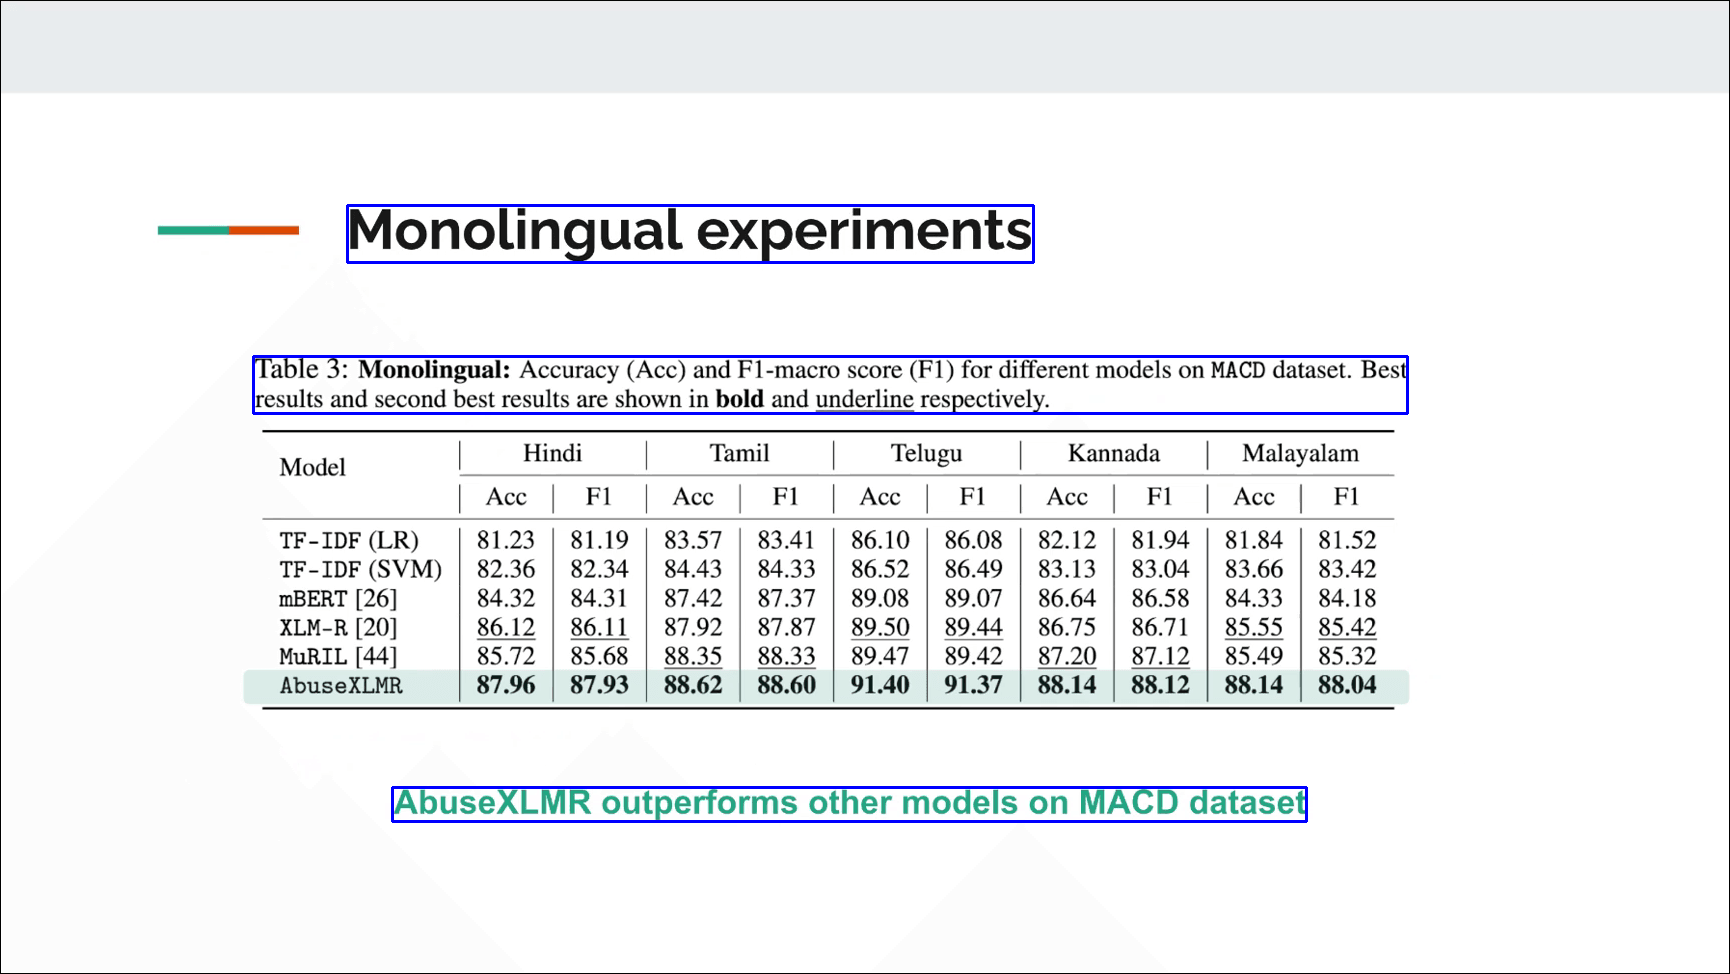 Monolingual experiments
Table 3: Monolingual: Accuracy (Acc) and F1-macro score (F1) for different models on MACD dataset. Best
results and second best results are shown in bold and underline respectively.
Model Hindi Tamil Telugu Kannada Malayalam
Acc F1 Acc F1 Acc F1 Acc F1 Acc F1
TF-IDF (LR) 81.23 81.19 83.57 83.41 86.10 86.08 82.12 81.94 81.84 81.52
TF-IDF (SVM) 82.36 82.34 84.43 84.33 86.52 86.49 83.13 83.04 83.66 83.42
mBERT [26] 84.32 84.31 87.42 87.37 89.08 89.07 86.64 86.58 84.33 84.18
XLM-R [20] 86.12 86.11 87.92 87.87 89.50 89.44 86.75 86.71 85.55 85.42
MuRIL [44] 85.72 85.68 88.35 88.33 89.47 89.42 87.20 87.12 85.49 85.32
AbuseXLMR 87.96 87.93 88.62 88.60 91.40 91.37 88.14 88.12 88.14 88.04
AbuseXLMR outperforms other models on MACD dataset